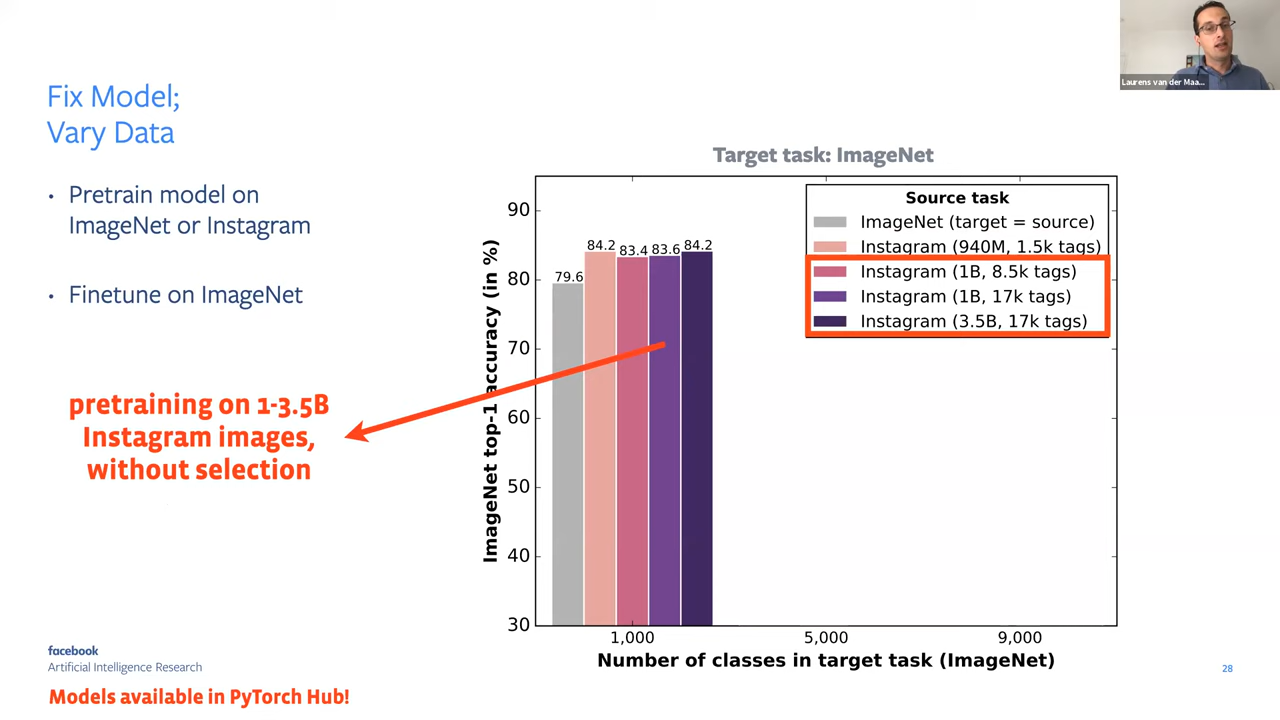 Laurens van der Maa...
Fix Model;
Vary Data
• Pretrain model on
ImageNet or Instagram
• Finetune on ImageNet
pretraining on 1-3.5B
Instagram images,
without selection
Target task: ImageNet
Source task
ImageNet (target = source)
Instagram (940M, 1.5k tags)
Instagram (1B, 8.5k tags)
Instagram (1B, 17k tags)
Instagram (3.5B, 17k tags)
ImageNet top-1 accuracy (in %)
90
80
70
60
50
40
30
79.6
84.2
83.4
83.6
84.2
1,000
5,000
9,000
Number of classes in target task (ImageNet)
facebook
Artificial Intelligence Research
Models available in PyTorch Hub!
28